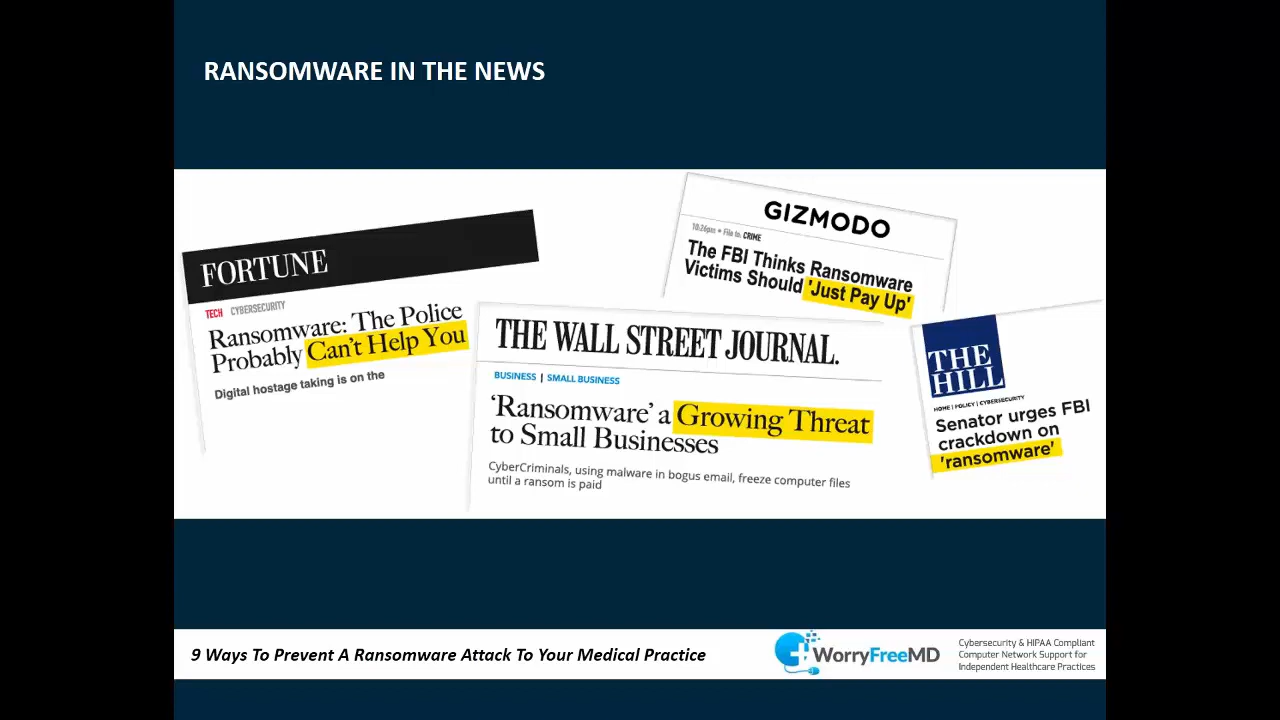 RANSOMWARE IN THE NEWS
FORTUNE
TECH CYBERSECURITY
Ransomware: The Police
Probably Can't Help You
Digital hostage taking is on the
THE WALL STREET JOURNAL.
BUSINESS | SMALL BUSINESS
‘Ransomware’ a Growing Threat
to Small Businesses
CyberCriminals, using malware in bogus email, freeze computer files
until a ransom is paid
GIZMODO
10:26pm • File to: CRIME
The FBI Thinks Ransomware
Victims Should 'Just Pay Up'
THE
HILL
HOME | POLICY | CYBERSECURITY
Senator urges FBI
crackdown on
'ransomware'
9 Ways To Prevent A Ransomware Attack To Your Medical Practice
WorryFreeMD
Cybersecurity & HIPAA Compliant
Computer Network Support for
Independent Healthcare Practices